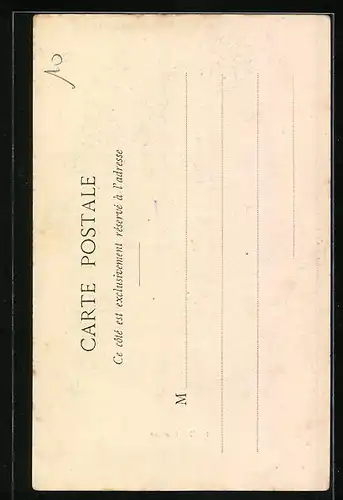 CARTE POSTALE
Ce côté est exclusivement réservé à l'adresse
M
10